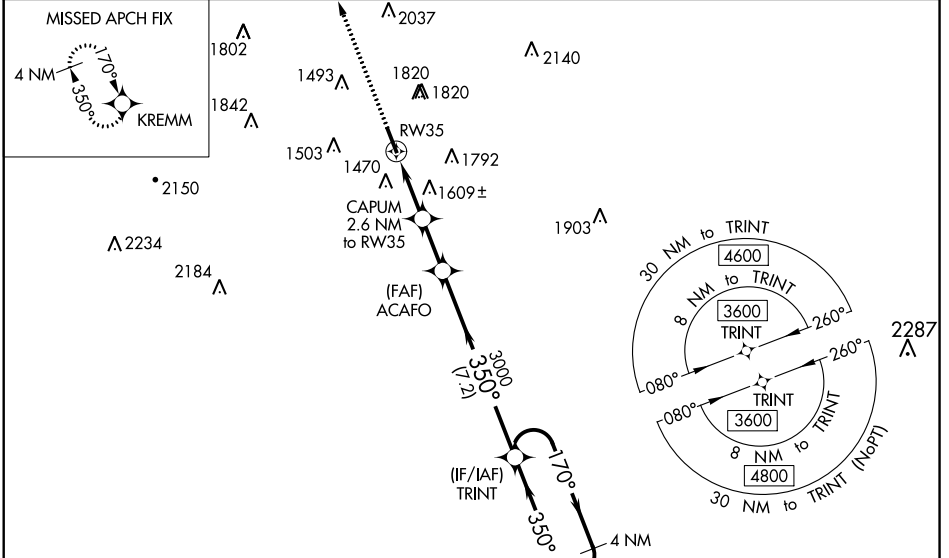 MISSED APCH FIX
4 NM
170°
350°
KREMM
1802
1842
2037
2140
1493
1820
1820
RW35
1503
1470
1792
1609±
2150
2234
2184
CAPUM
2.6 NM
to RW35
1903
(FAF)
ACAFO
3000
350°
(7.2)
(IF/IAF)
TRINT
170°
350°
4 NM
30 NM to TRINT
4600
8 NM to TRINT
3600
TRINT
260°
080°
2287
260°
080°
TRINT
3600
8 NM to TRINT
4800
30 NM to TRINT (NoPT)